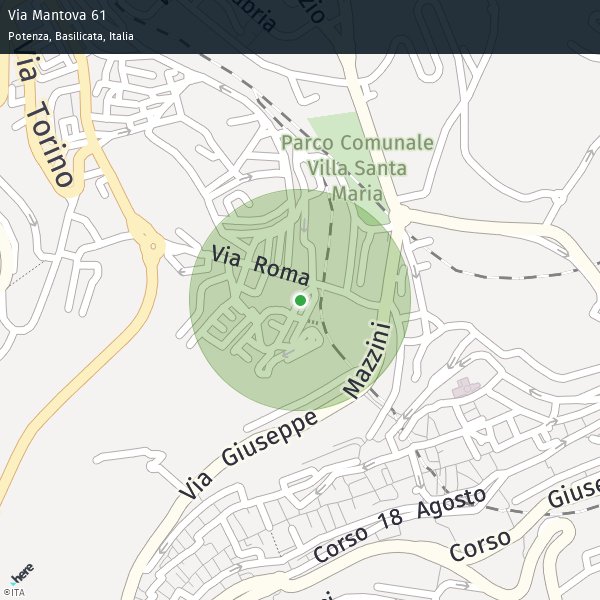 Via Mantova 61
Potenza, Basilicata, Italia
Via Torino
Parco Comunale
Villa Santa
Maria
Via Roma
Via Giuseppe Mazzini
Corso 18 Agosto
Corso Giuse
here
©ITA